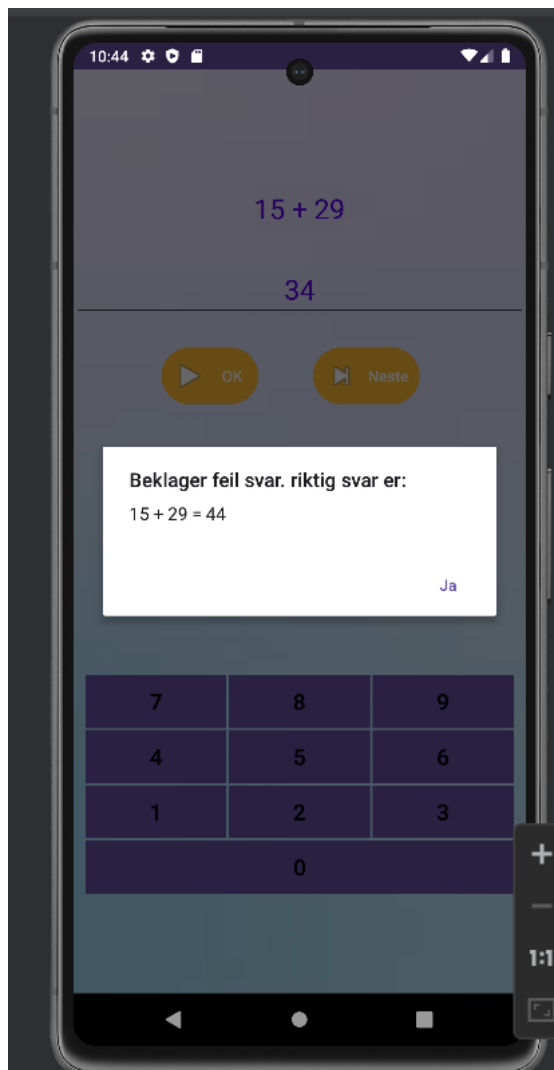 10:44
15 + 29
34
OK Neste
Beklager feil svar. riktig svar er:
15 + 29 = 44
Ja
7 8 9
4 5 6
1 2 3
0
1:1